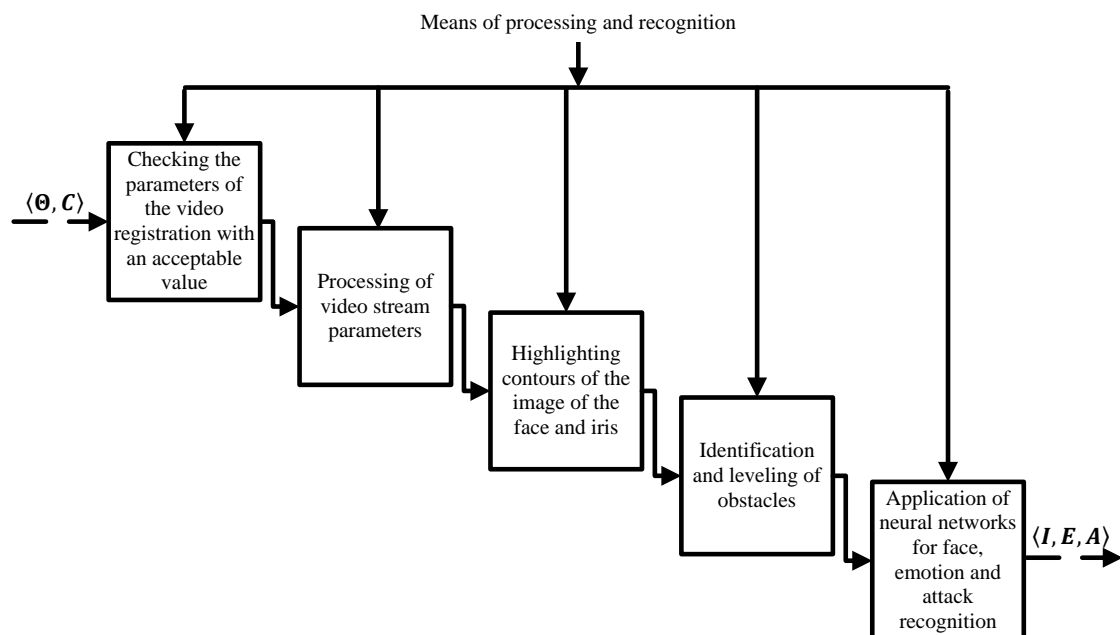 Means of processing and recognition
Checking the
parameters of
the video
registration with
an acceptable
value
⟨Θ, C⟩
Processing of
video stream
parameters
Highlighting
contours of the
image of the
face and iris
Identification
and leveling of
obstacles
Application of
neural networks
for face,
emotion and
attack
recognition
⟨I, E, A⟩